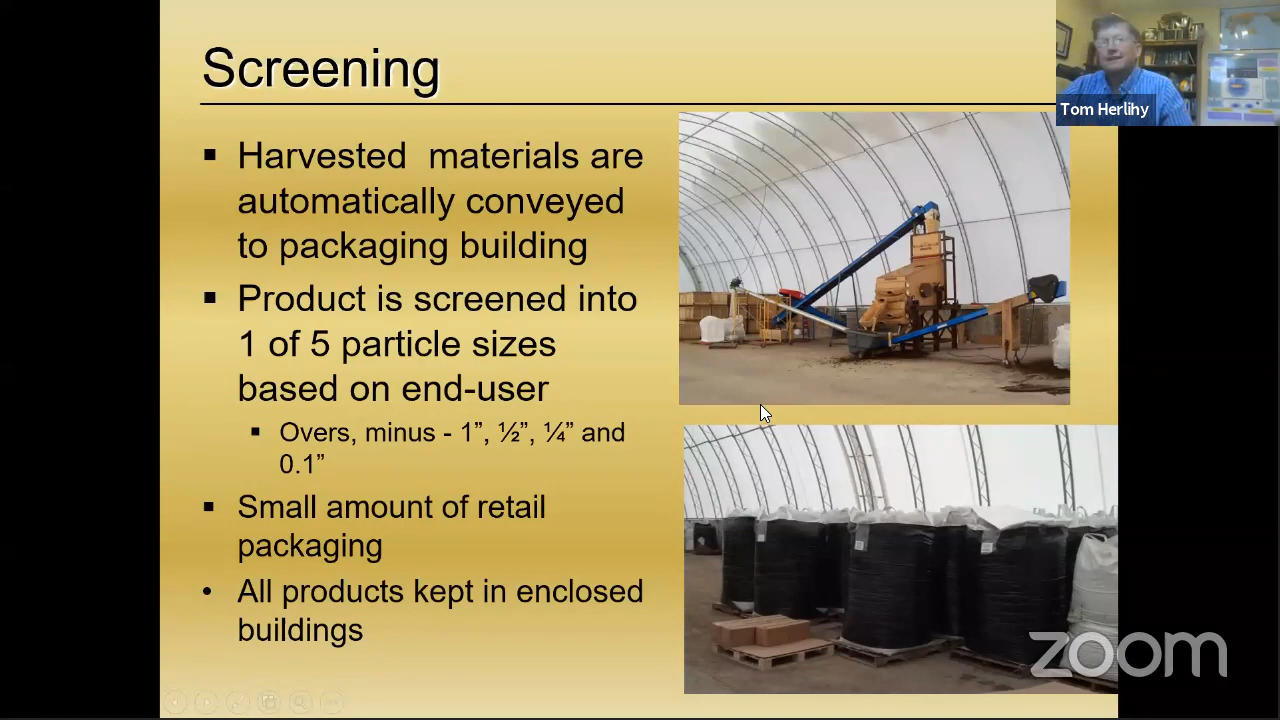 Screening
Tom Herlihy
▪ Harvested  materials are
automatically conveyed
to packaging building
▪ Product is screened into
1 of 5 particle sizes
based on end-user
▪ Overs, minus - 1”, ½”, ¼” and
0.1”
▪ Small amount of retail
packaging
• All products kept in enclosed
buildings
zoom